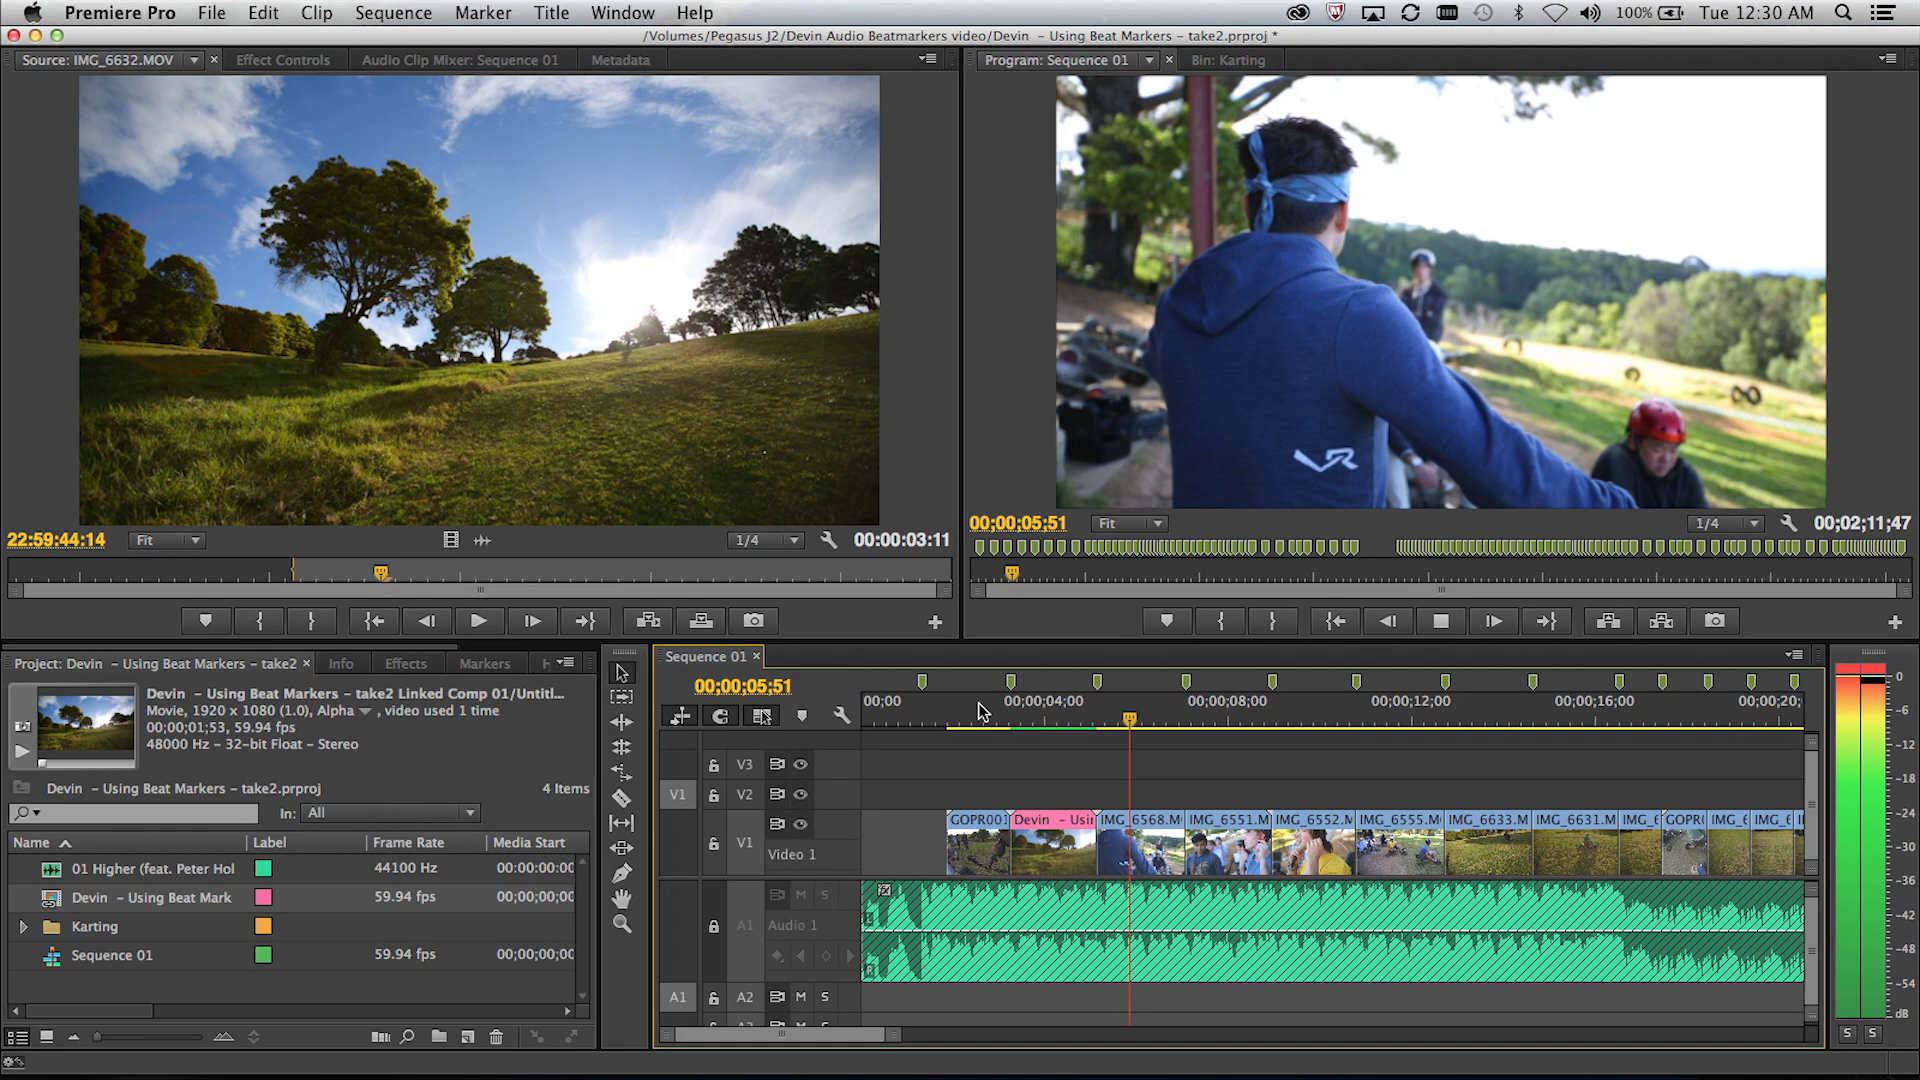 Premiere Pro File Edit Clip Sequence Marker Title Window Help 100% Tue 12:30 AM
/Volumes/Pegasus J2/Devin Audio Beatmarkers video/Devin - Using Beat Markers - take2.prproj *
Source: IMG_6632.MOV Effect Controls Audio Clip Mixer: Sequence 01 Metadata
Program: Sequence 01 Bin: Karting
VR
22:59:44:14 Fit 1/4 00:00:03:11
00;00;05;51 Fit 1/4 00;02;11;47
Project: Devin - Using Beat Markers - take2 Info Effects Markers H
Devin - Using Beat Markers - take2 Linked Comp 01/Untitl...
Movie, 1920 x 1080 (1.0), Alpha , video used 1 time
00;00;01;53, 59.94 fps
48000 Hz - 32-bit Float - Stereo
Devin - Using Beat Markers - take2.prproj 4 Items
In: All
Name Label Frame Rate Media Start
01 Higher (feat. Peter Hol 44100 Hz 00:00:00:00
Devin - Using Beat Mark 59.94 fps 00;00;00;00
Karting
Sequence 01 59.94 fps 00;00;00;00
Sequence 01
00;00;05;51
00;00 00;00;04;00 00;00;08;00 00;00;12;00 00;00;16;00 00;00;20;
V3
V1 V2
V1
Video 1
GOPR001 Devin - Usin IMG_6568.M IMG_6551.M IMG_6552.M IMG_6555.M IMG_6633.M IMG_6631.M IMG_6 GOPR( IMG_6 IMG_6
L
M S
A1 Audio 1
R
A1 A2 M S
0
-6
-12
-18
-24
-30
-36
-42
-48
-54
dB
S S